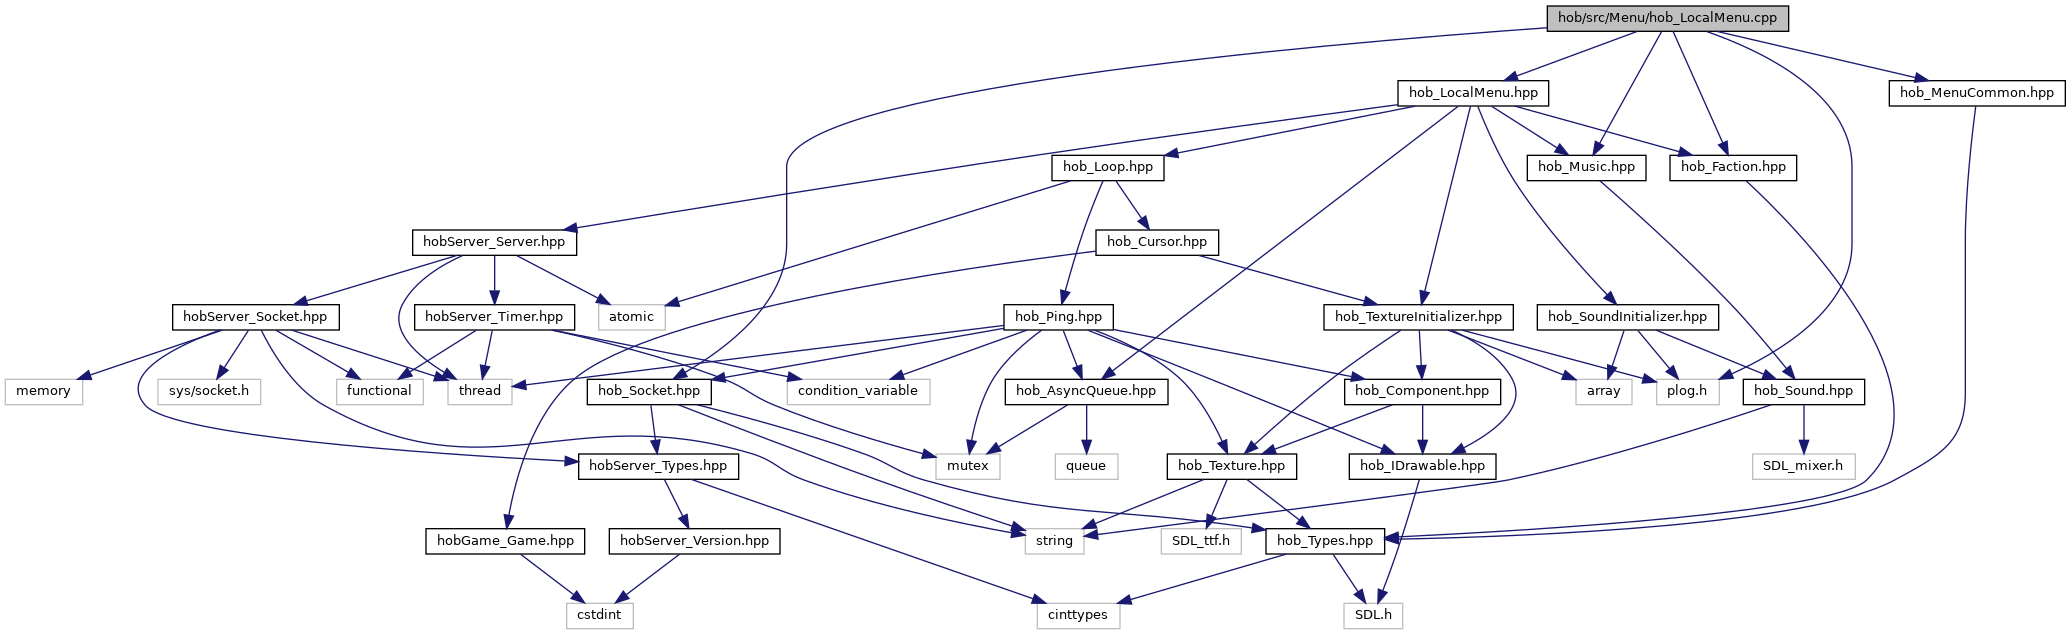 hob/src/Menu/hob_LocalMenu.cpp
hob_LocalMenu.hpp
hob_MenuCommon.hpp
hob_Loop.hpp
hob_Music.hpp
hob_Faction.hpp
hobServer_Server.hpp
hob_Cursor.hpp
hobServer_Socket.hpp
hobServer_Timer.hpp
atomic
hob_Ping.hpp
hob_TextureInitializer.hpp
hob_SoundInitializer.hpp
memory
sys/socket.h
functional
thread
hob_Socket.hpp
condition_variable
hob_AsyncQueue.hpp
hob_Component.hpp
array
plog.h
hob_Sound.hpp
hobServer_Types.hpp
mutex
queue
hob_Texture.hpp
hob_IDrawable.hpp
SDL_mixer.h
hobGame_Game.hpp
hobServer_Version.hpp
string
SDL_ttf.h
hob_Types.hpp
cstdint
cinttypes
SDL.h